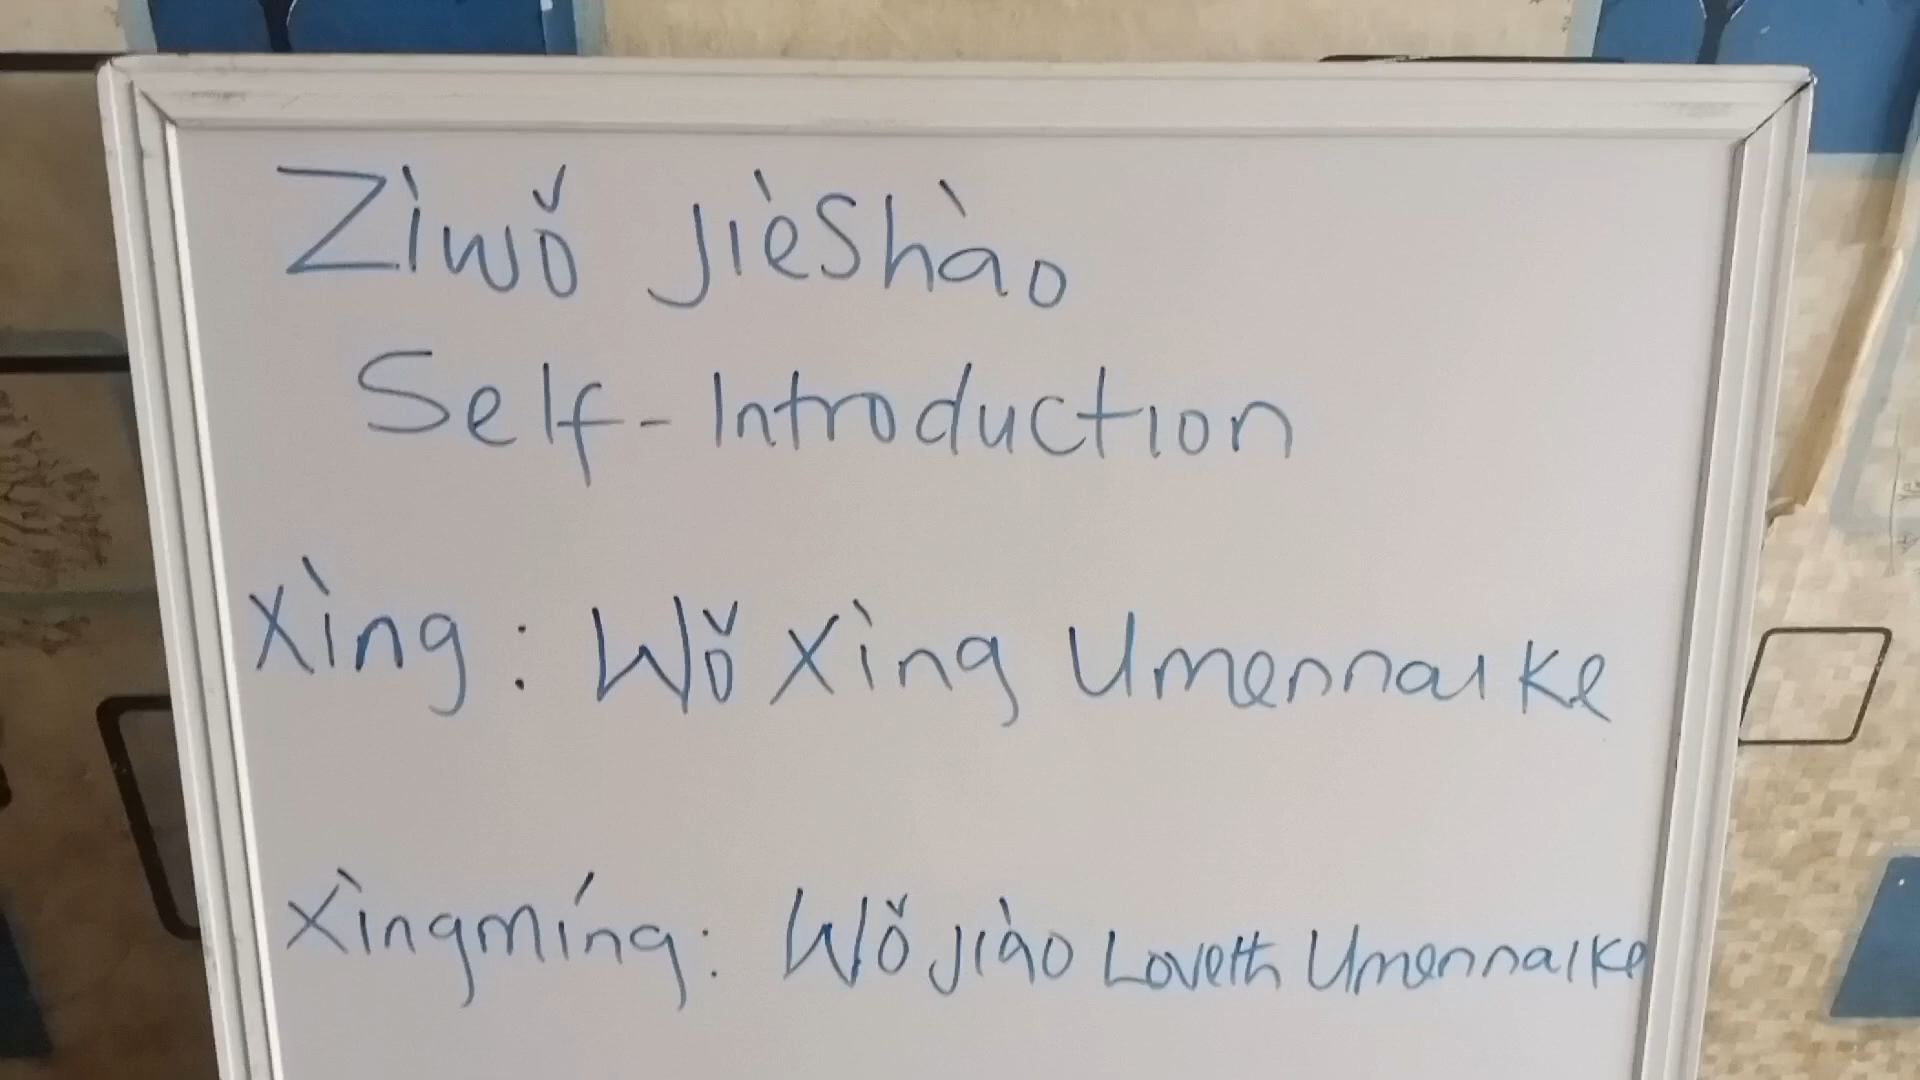 Zìwǒ Jièshào
Self-Introduction
Xìng: Wǒ Xìng Umennaike
Xìngmíng: Wǒ Jiào Loveth Umennaike